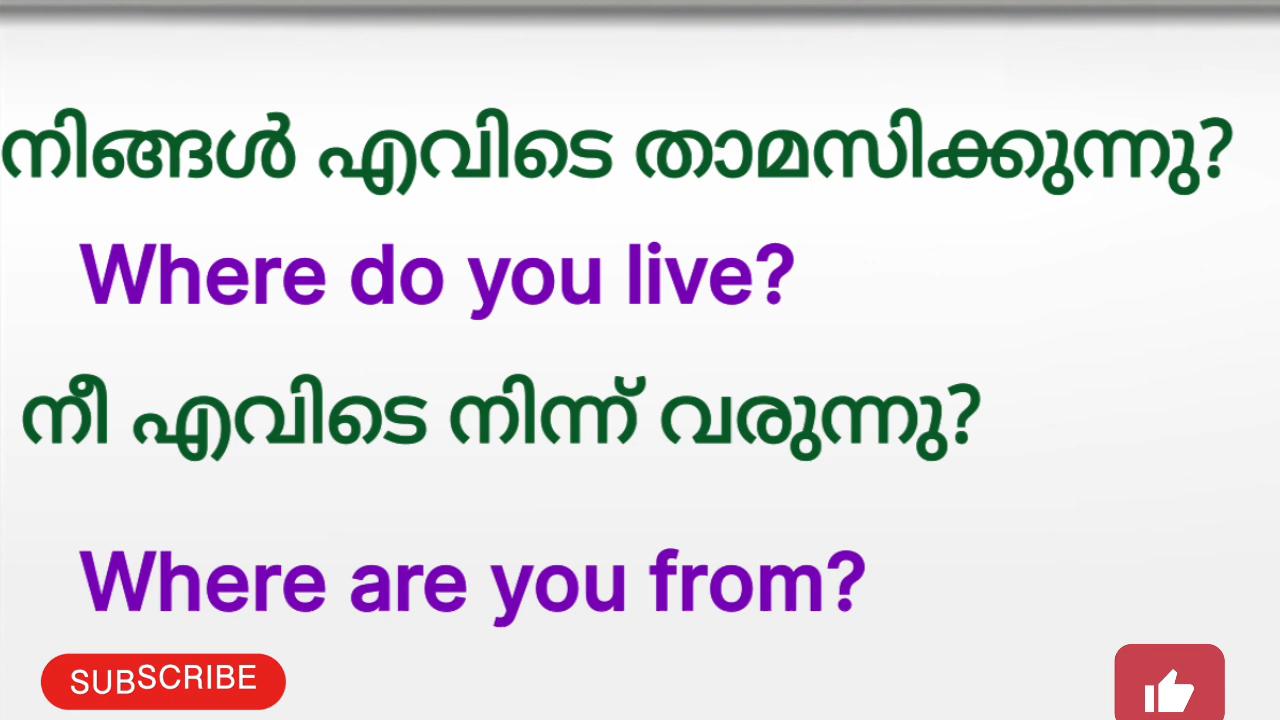 നിങ്ങൾ എവിടെ താമസിക്കുന്നു?
Where do you live?
നീ എവിടെ നിന്ന് വരുന്നു?
Where are you from?
SUBSCRIBE